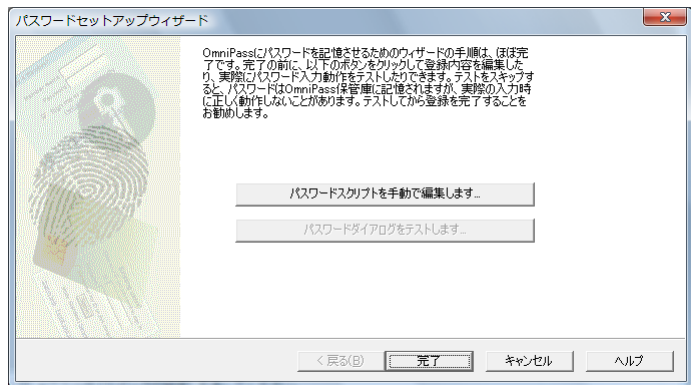 パスワードセットアップウィザード
OmniPassにパスワードを記憶させるためのウィザードの手順は、ほぼ完
了です。完了の前に、以下のボタンをクリックして登録内容を編集した
り、実際にパスワード入力動作をテストしたりできます。テストをスキップす
ると、パスワードはOmniPass保管庫に記憶されますが、実際の入力時
に正しく動作しないことがあります。テストしてから登録を完了することを
お勧めします。
パスワードスクリプトを手動で編集します...
パスワードダイアログをテストします...
< 戻る(B)
完了
キャンセル
ヘルプ